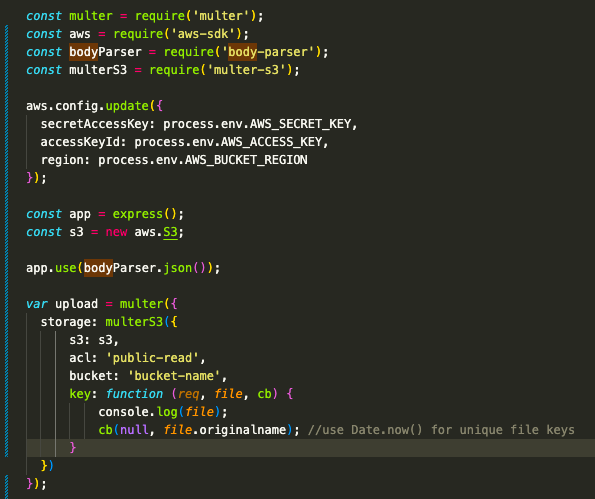 const multer = require('multer');
const aws = require('aws-sdk');
const bodyParser = require('body-parser');
const multerS3 = require('multer-s3');
aws.config.update({
secretAccessKey: process.env.AWS_SECRET_KEY,
accessKeyId: process.env.AWS_ACCESS_KEY,
region: process.env.AWS_BUCKET_REGION
});
const app = express();
const s3 = new aws.S3;
app.use(bodyParser.json());
var upload = multer({
storage: multerS3({
s3: s3,
acl: 'public-read',
bucket: 'bucket-name',
key: function (req, file, cb) {
console.log(file);
cb(null, file.originalname); //use Date.now() for unique file keys
}
})
});